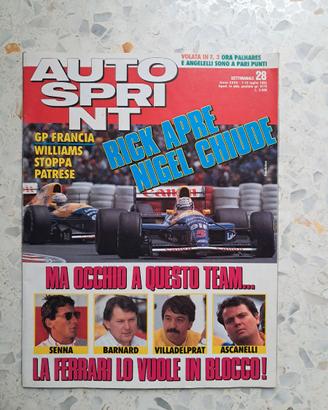 VOLATA IN F. 3 ORA PALHARES
E ANGELELLI SONO A PARI PUNTI
AUTO
SPRI
NT
SETTIMANALE 28
GP FRANCIA
WILLIAMS
STOPPA
PATRESE
RICK APRE
NIGEL CHIUDE
MA OCCHIO A QUESTO TEAM...
SENNA
BARNARD
VILLADELPRAT
ASCANELLI
LA FERRARI LO VUOLE IN BLOCCO!